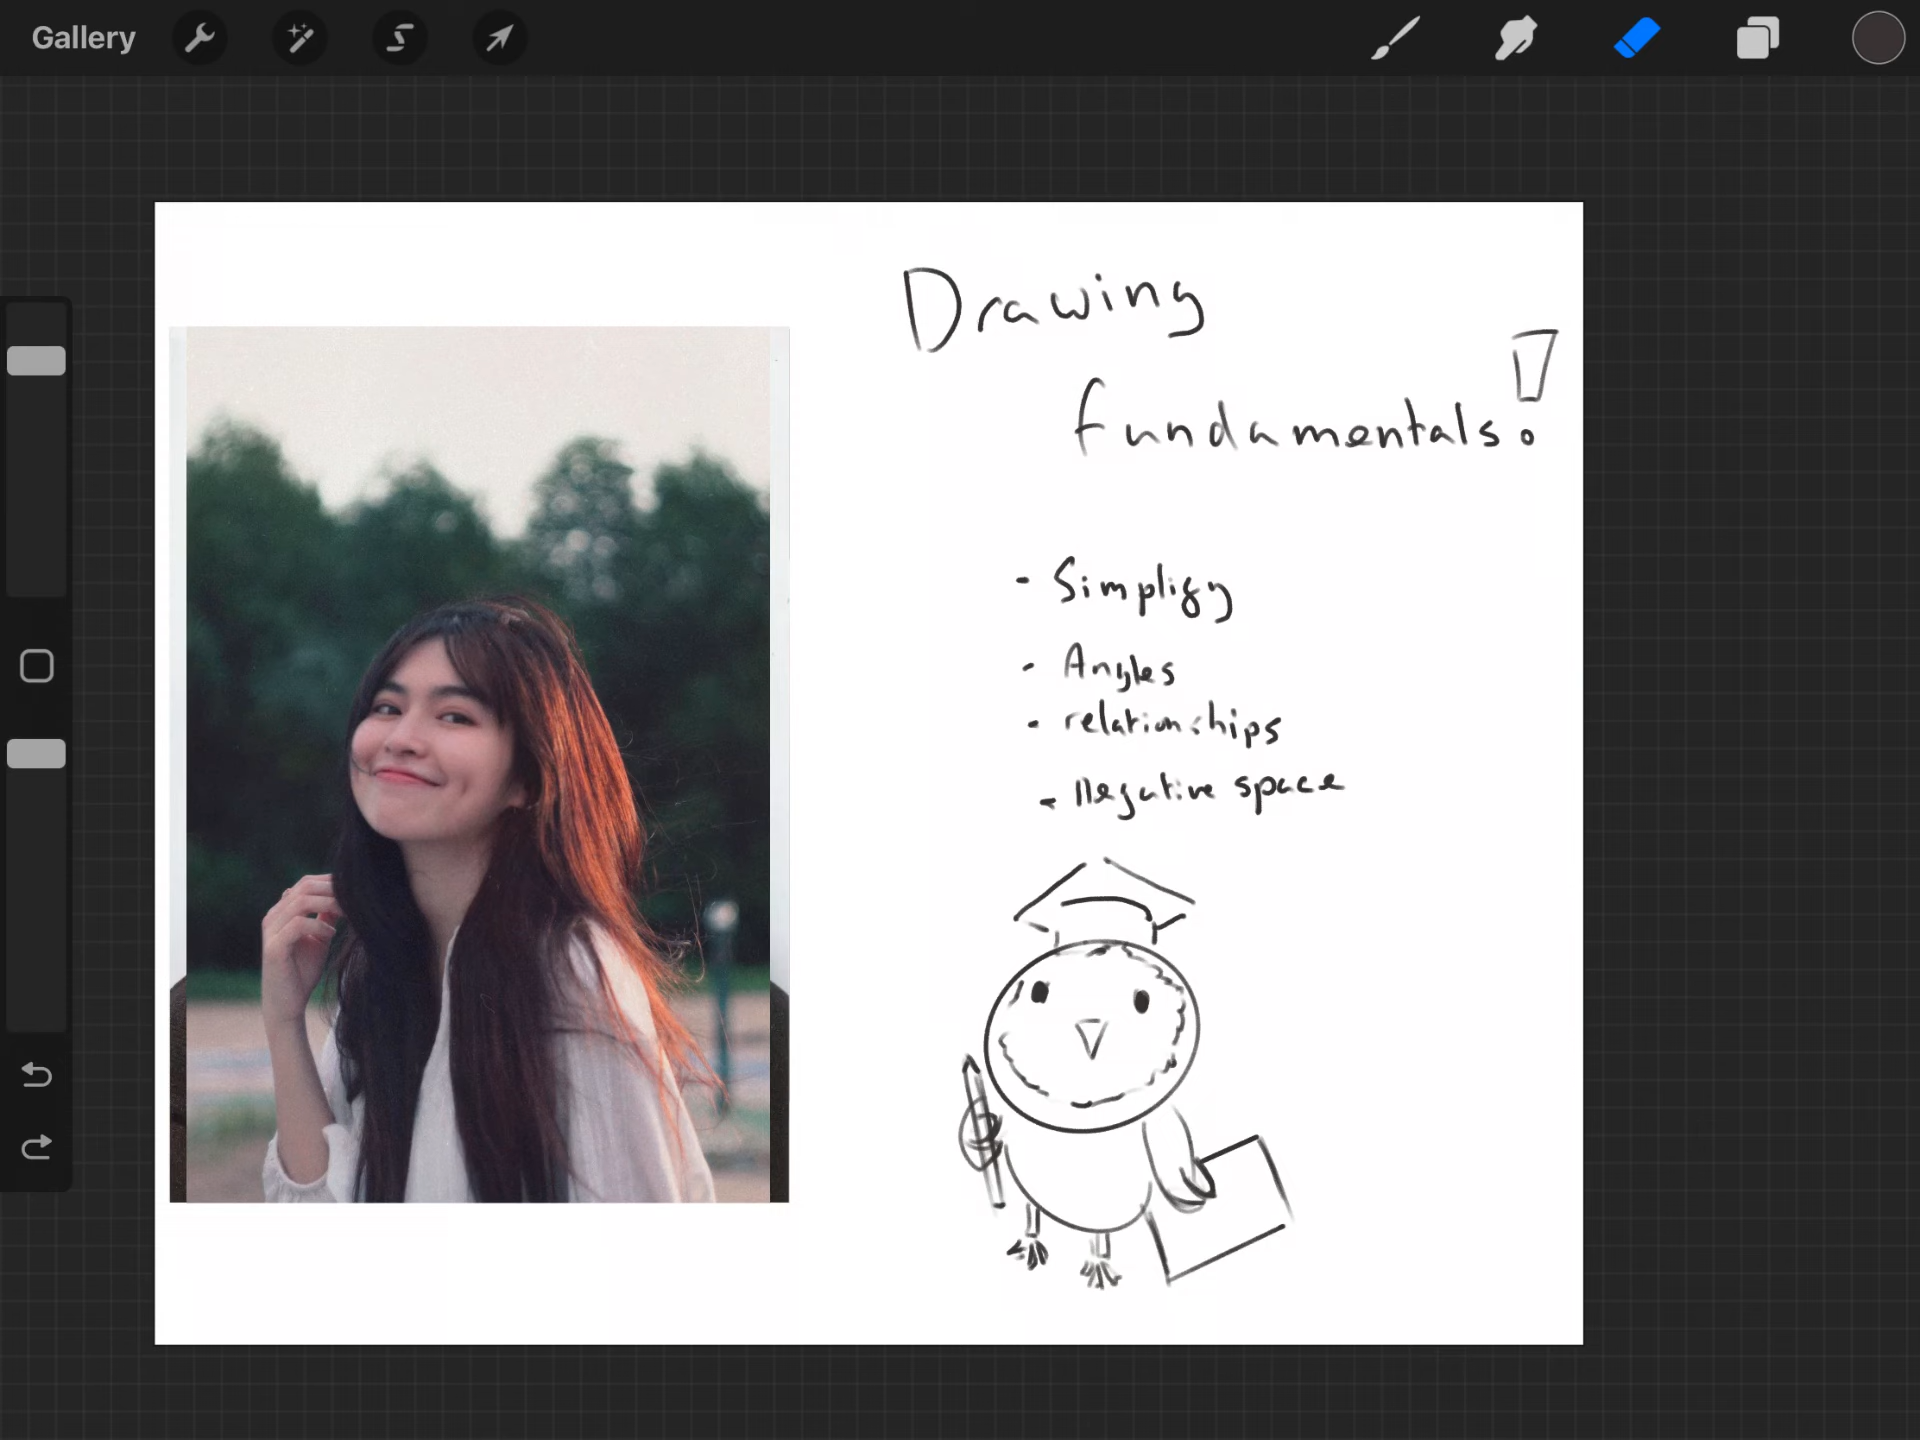 Gallery
Drawing
fundamentals!
- Simplify
- Angles
- relationships
- negative space